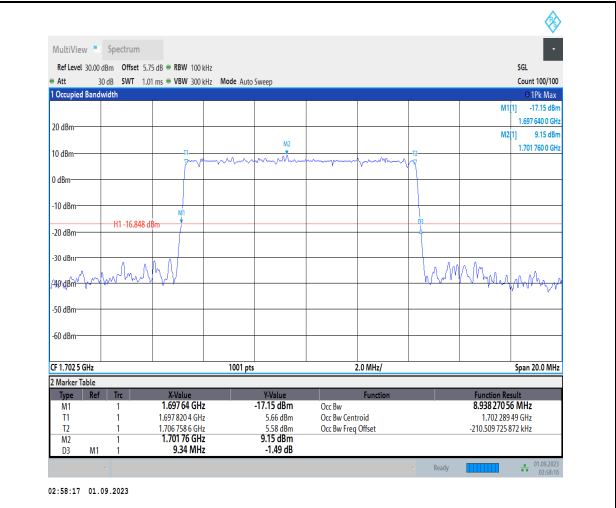 MultiView Spectrum
Ref Level 30.00 dBm Offset 5.75 dB RBW 100 kHz SGL
Att 30 dB SWT 1.01 ms VBW 300 kHz Mode Auto Sweep Count 100/100
1 Occupied Bandwidth 1Pk Max
M1[1] -17.15 dBm
1.697 640 0 GHz
M2[1] 9.15 dBm
1.701 760 0 GHz
20 dBm
M2
T1 T2
10 dBm
0 dBm
-10 dBm
M1
H1 -16.848 dBm
D3
-20 dBm
-30 dBm
-40 dBm
-50 dBm
-60 dBm
CF 1.702 5 GHz 1001 pts 2.0 MHz/ Span 20.0 MHz
2 Marker Table
Type Ref Trc X-Value Y-Value Function Function Result
M1 1 1.697 64 GHz -17.15 dBm Occ Bw 8.938 270 56 MHz
T1 1 1.697 820 4 GHz 5.66 dBm Occ Bw Centroid 1.702 289 49 GHz
T2 1 1.706 758 6 GHz 5.58 dBm Occ Bw Freq Offset -210.509 725 872 kHz
M2 1 1.701 76 GHz 9.15 dBm
D3 M1 1 9.34 MHz -1.49 dB
Ready 01.09.2023
02:58:16
02:58:17 01.09.2023